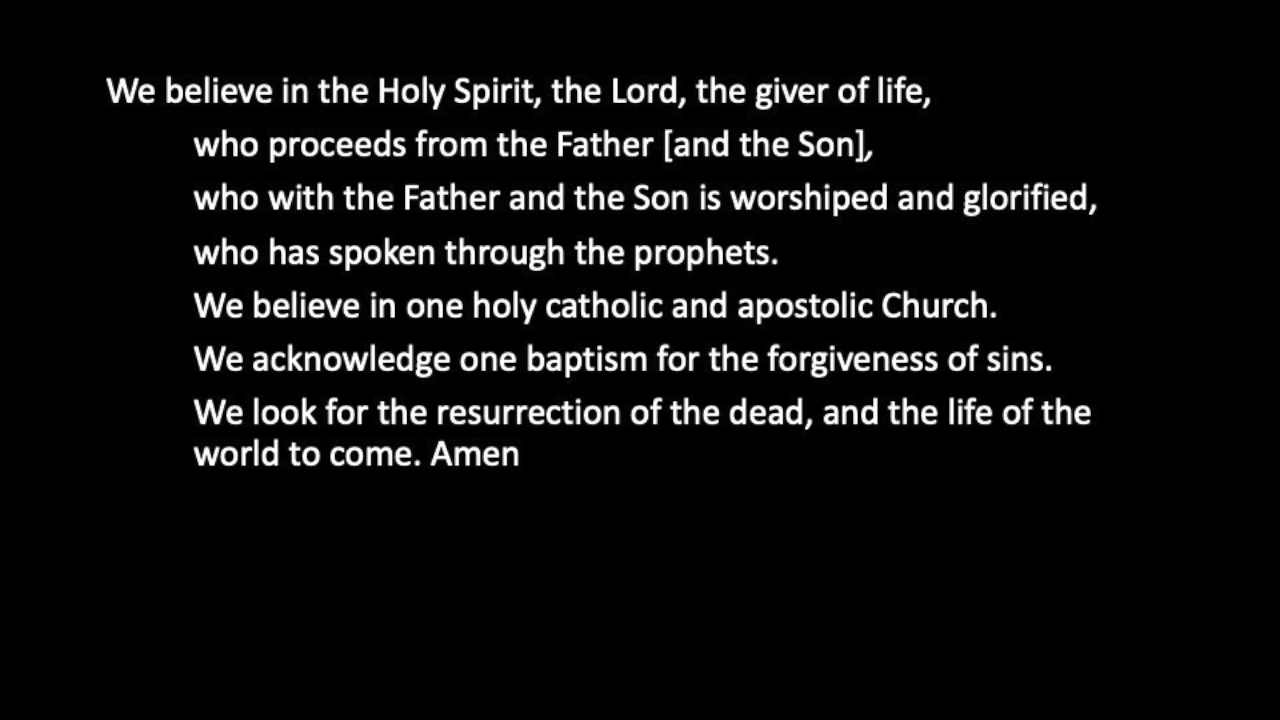 We believe in the Holy Spirit, the Lord, the giver of life,
who proceeds from the Father [and the Son],
who with the Father and the Son is worshiped and glorified,
who has spoken through the prophets.
We believe in one holy catholic and apostolic Church.
We acknowledge one baptism for the forgiveness of sins.
We look for the resurrection of the dead, and the life of the
world to come. Amen